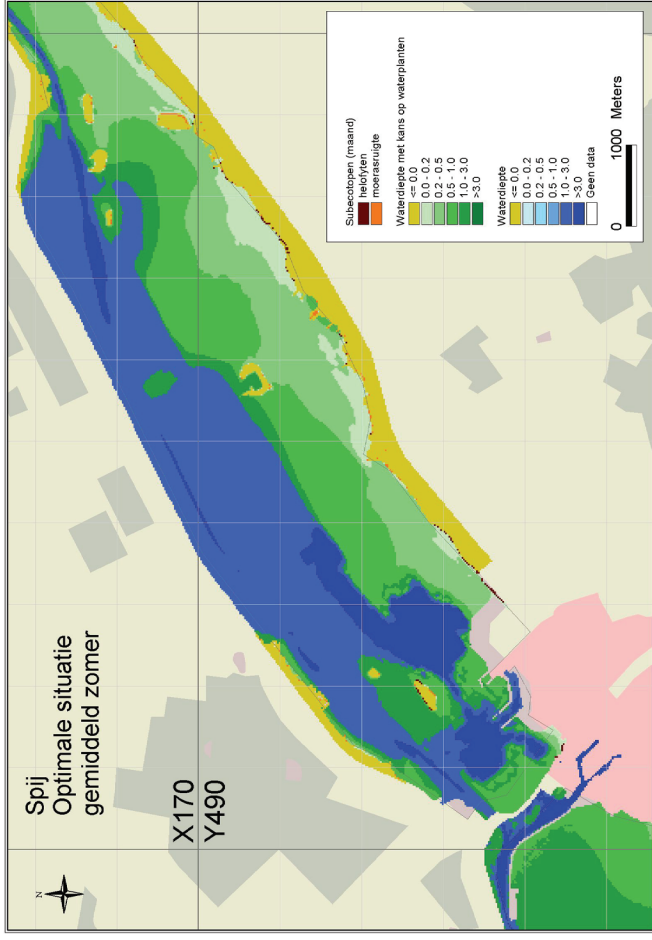 N
Spij
Optimale situatie
gemiddeld zomer
X170
Y490
Subecotopen (maand)
helofyten
moerasruigte
Waterdiepte met kans op waterplanten
<= 0.0
0.0 - 0.2
0.2 - 0.5
0.5 - 1.0
1.0 - 3.0
>3.0
Waterdiepte
<= 0.0
0.0 - 0.2
0.2 - 0.5
0.5 - 1.0
1.0 - 3.0
>3.0
Geen data
0 1000 Meters